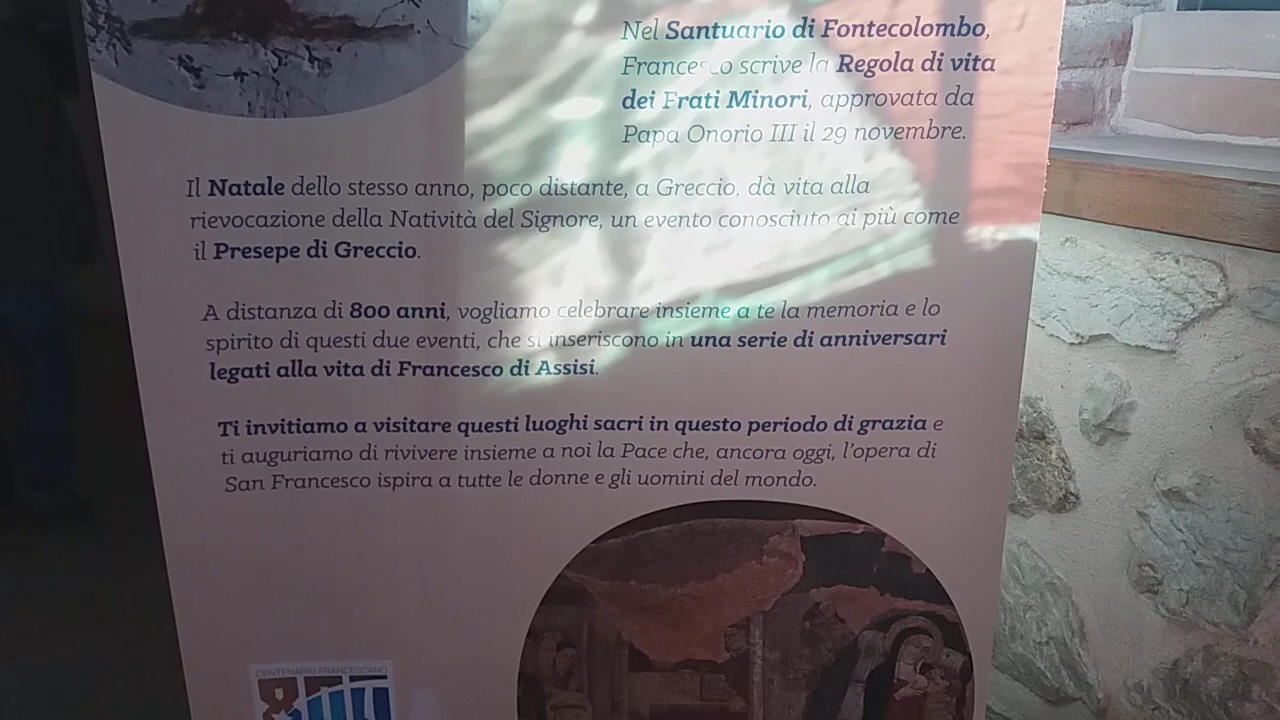 Nel Santuario di Fontecolombo,
Francesco scrive la Regola di vita
dei Frati Minori, approvata da
Papa Onorio III il 29 novembre.
Il Natale dello stesso anno, poco distante, a Greccio, dà vita alla
rievocazione della Natività del Signore, un evento conosciuto ai più come
il Presepe di Greccio.
A distanza di 800 anni, vogliamo celebrare insieme a te la memoria e lo
spirito di questi due eventi, che si inseriscono in una serie di anniversari
legati alla vita di Francesco di Assisi.
Ti invitiamo a visitare questi luoghi sacri in questo periodo di grazia e
ti auguriamo di rivivere insieme a noi la Pace che, ancora oggi, l'opera di
San Francesco ispira a tutte le donne e gli uomini del mondo.
CENTENARIO FRANCESCANO